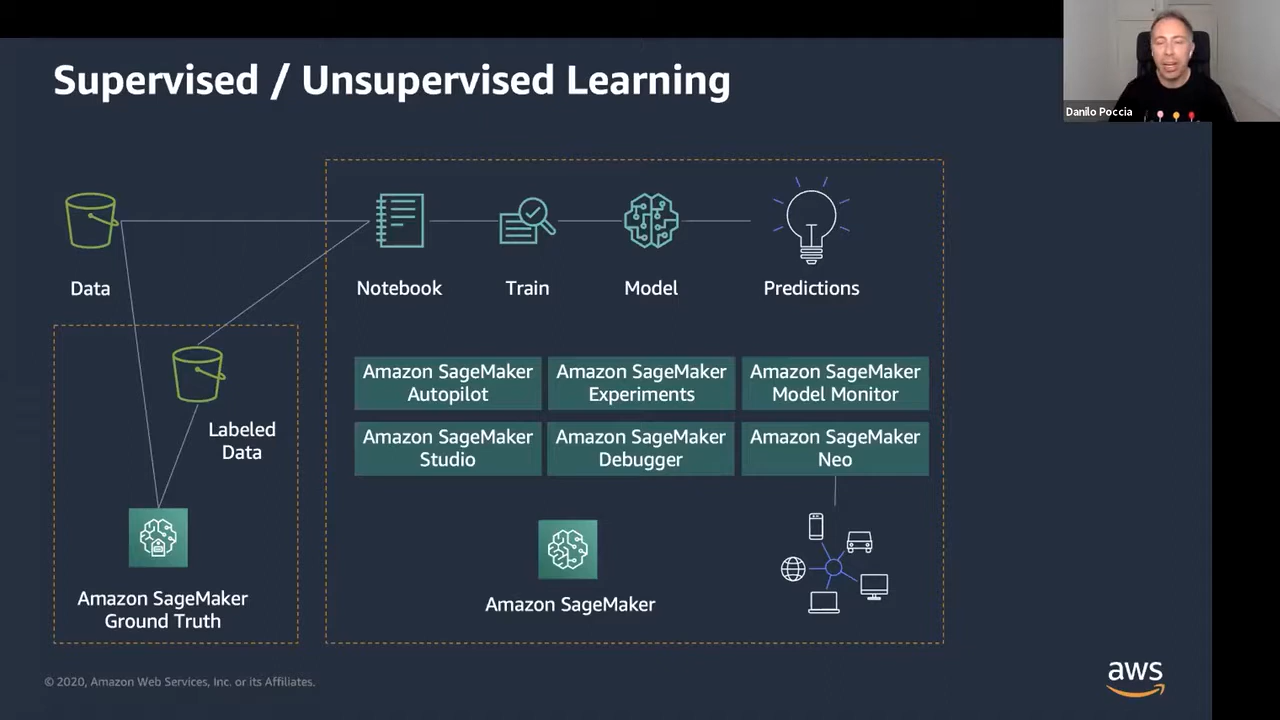 Supervised / Unsupervised Learning
Danilo Poccia
Data
Notebook
Train
Model
Predictions
Labeled
Data
Amazon SageMaker
Ground Truth
Amazon SageMaker
Autopilot
Amazon SageMaker
Experiments
Amazon SageMaker
Model Monitor
Amazon SageMaker
Studio
Amazon SageMaker
Debugger
Amazon SageMaker
Neo
Amazon SageMaker
© 2020, Amazon Web Services, Inc. or its Affiliates.
aws